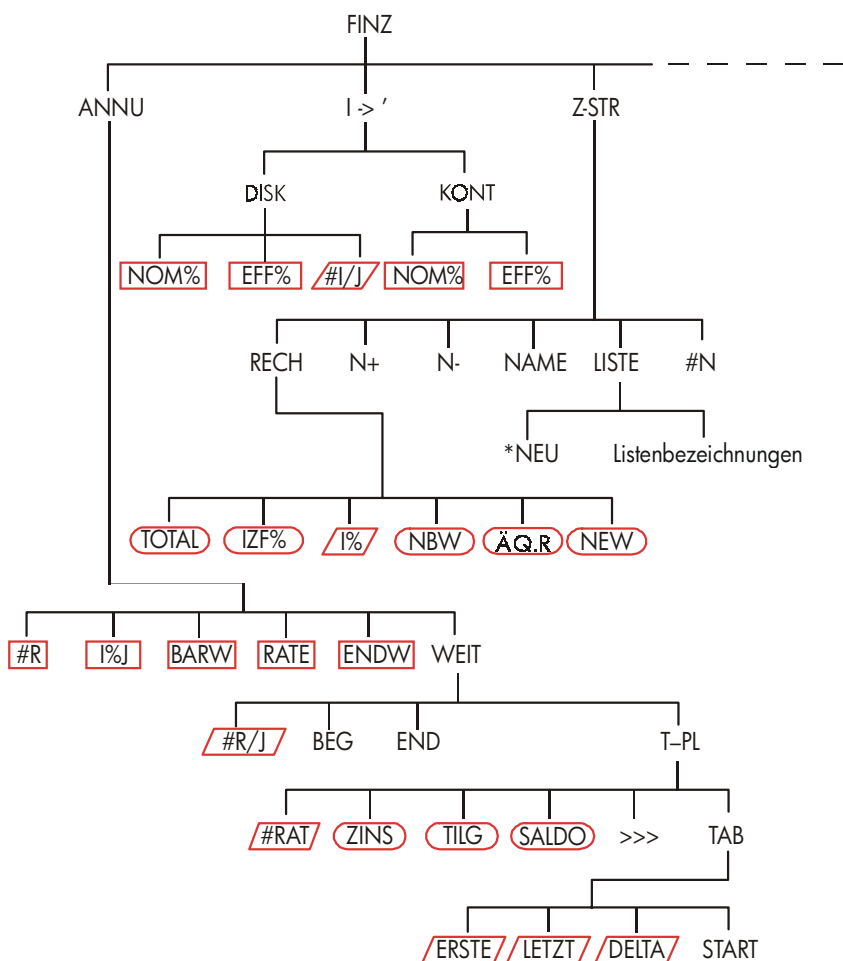 FINZ
ANNU I -> ' Z-STR
DISK KONT
NOM% EFF% #I/J NOM% EFF%
RECH N+ N- NAME LISTE #N
*NEU Listenbezeichnungen
TOTAL IZF% I% NBW ÄQ.R NEW
#R I%J BARW RATE ENDW WEIT
#R/J BEG END T–PL
#RAT ZINS TILG SALDO >>> TAB
ERSTE LETZT DELTA START